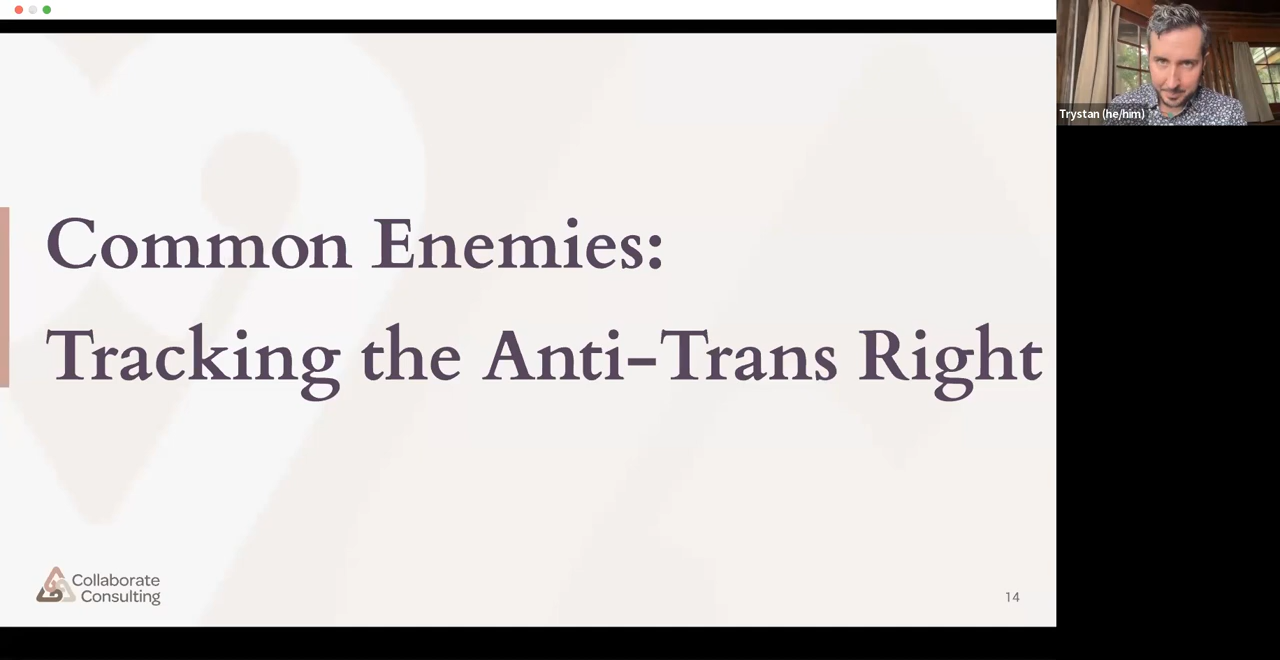 Common Enemies:
Tracking the Anti-Trans Right
Collaborate
Consulting
14
Trystan (he/him)